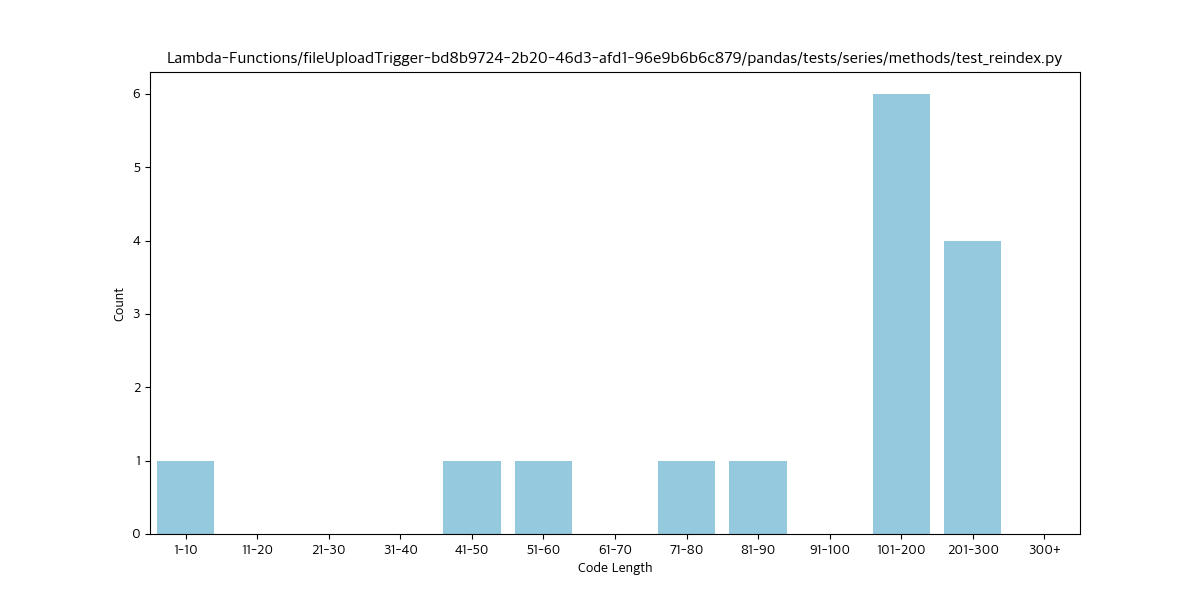 Lambda-Functions/fileUploadTrigger-bd8b9724-2b20-46d3-afd1-96e9b6b6c879/pandas/tests/series/methods/test_reindex.py
6
5
4
3
2
1
0
Count
1-10 11-20 21-30 31-40 41-50 51-60 61-70 71-80 81-90 91-100 101-200 201-300 300+
Code Length